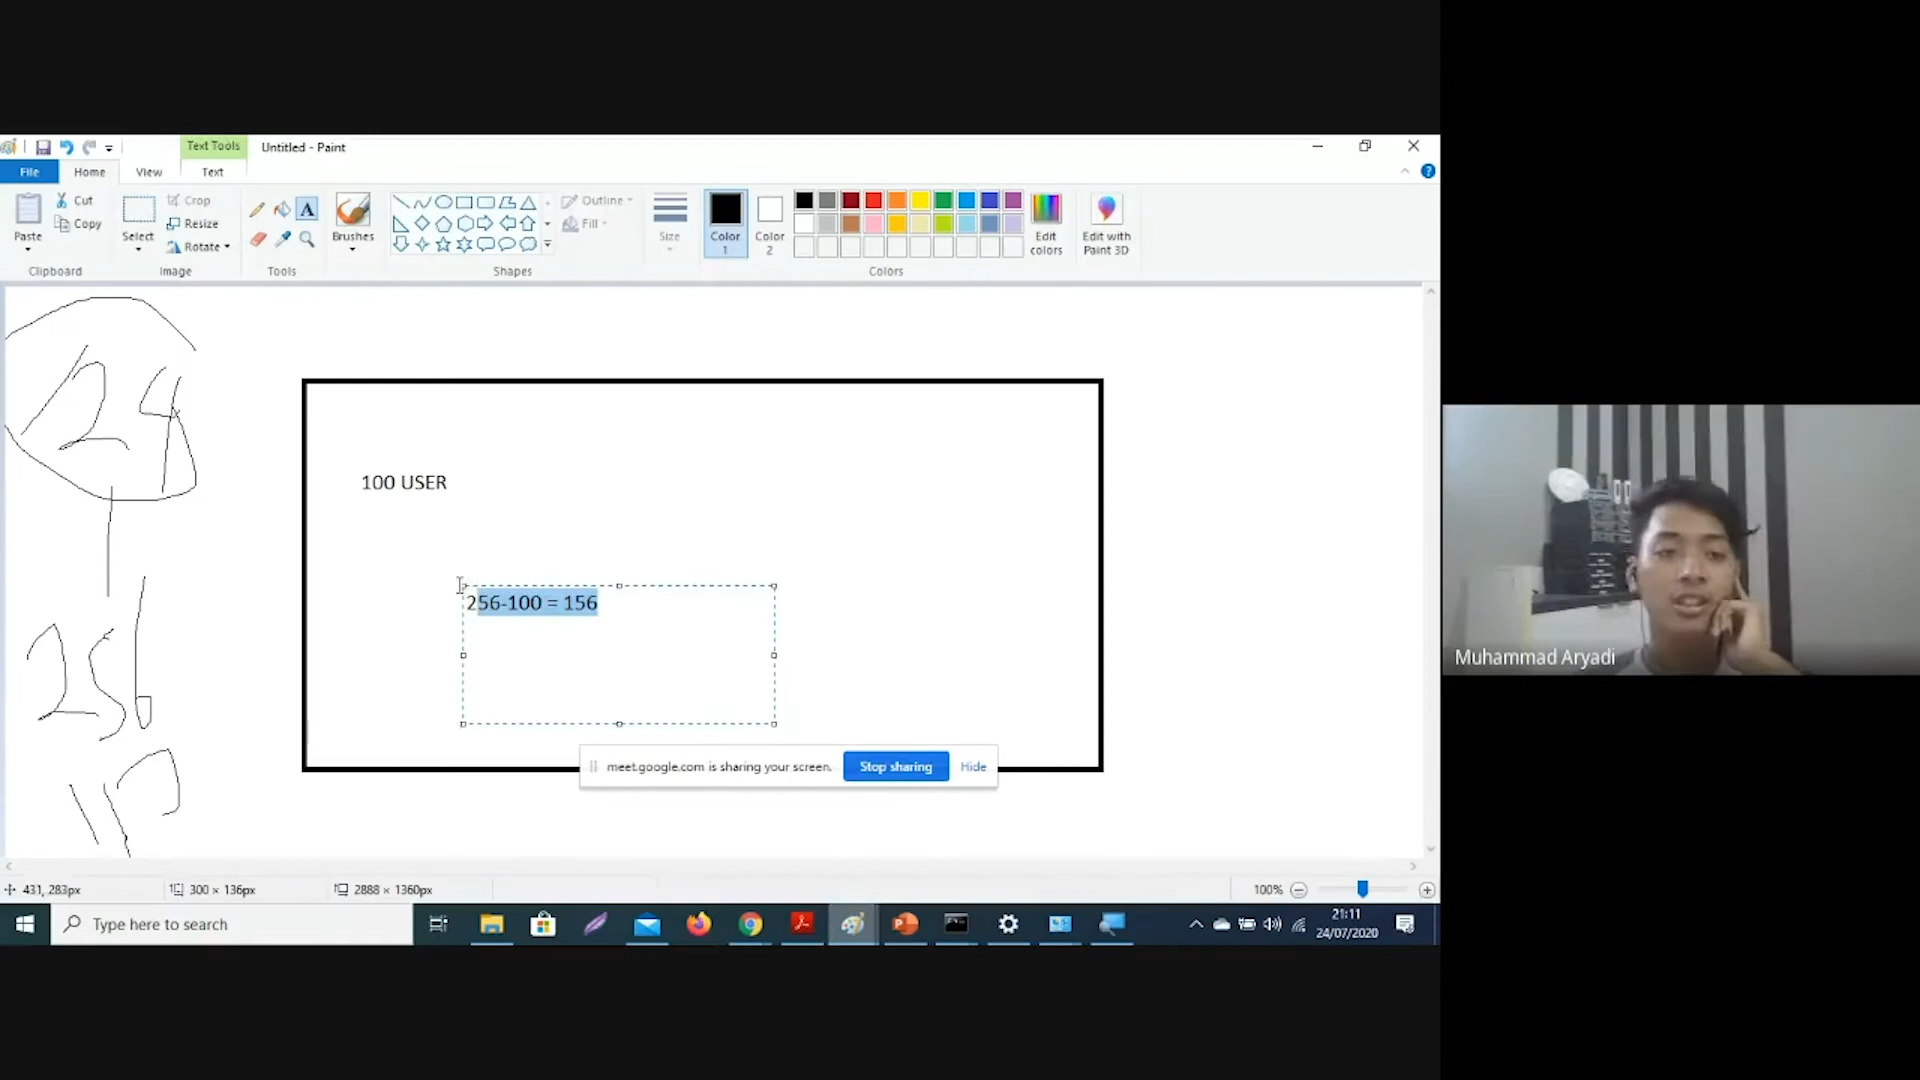 Text Tools
Untitled - Paint
File
Home
View
Text
Paste
Cut
Copy
Clipboard
Select
Crop
Resize
Rotate
Image
A
Tools
Brushes
Shapes
Outline
Fill
Size
Color
1
Color
2
Colors
Edit
colors
Edit with
Paint 3D
24
256
100 USER
256-100 = 156
meet.google.com is sharing your screen.
Stop sharing
Hide
431, 283px
300 × 136px
2888 × 1360px
100%
Type here to search
21:11
24/07/2020
Muhammad Aryadi